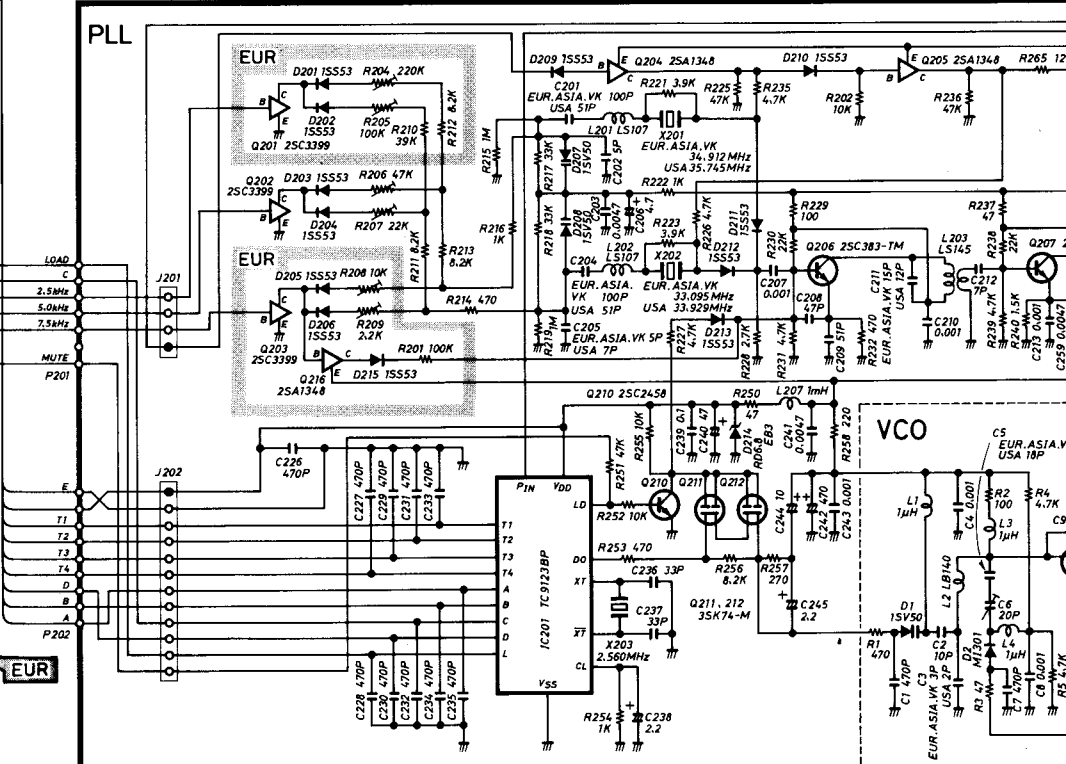 PLL
EUR
D201 1SS53
R204 220K
D202
1SS53
R205
100K
R210
39K
R212 8.2K
Q201 2SC3399
B
C
E
Q202
2SC3399
D203 1SS53
R206 47K
D204
1SS53
R207 22K
R211 8.2K
R213
8.2K
B
C
E
EUR
D205 1SS53
R208 10K
D206
1SS53
R209
2.2K
R214 470
Q203
2SC3399
B
C
E
Q216
2SA1348
B
C
E
D215 1SS53
R201 100K
D209 1SS53
B
C
E
Q204 2SA1348
D210 1SS53
B
C
E
Q205 2SA1348
R265 12
C201
EUR.ASIA.VK 100P
USA 51P
R221 3.9K
R225
47K
R235
4.7K
R202
10K
R236
47K
L201 LS107
X201
EUR.ASIA.VK
34.912MHz
USA 35.745MHz
R215 1M
R217 33K
D207
1SV50
C202 5P
R216
1K
R218 33K
D208
1SV50
C203
0.0047
C206
4.7
R222 1K
R223
3.9K
R226 4.7K
D211
1SS53
R229
100
R230
22K
R237
47
R238
22K
L202
LS107
X202
EUR.ASIA.
VK
33.095MHz
USA 33.929MHz
C204
EUR.ASIA.
VK 100P
USA 51P
D212
1SS53
C207
0.001
Q206 2SC383-TM
L203
LS145
Q207
C211
EUR.ASIA.VK 15P
USA 12P
C212
7P
R219 1M
C205
EUR.ASIA.VK 5P
USA 7P
R227
4.7K
D213
1SS53
R228 2.7K
R231 4.7K
C208
47P
C209 51P
R232 470
C210
0.001
R239 4.7K
R240 1.5K
C213 0.001
C259 0.0047
LOAD
C
2.5kHz
5.0kHz
7.5kHz
MUTE
P201
J201
Q210 2SC2458
R250
47
L207 1mH
R255 10K
C239 0.1
C240 47
D214
RD6.8
EB3
C241
0.0047
R258 220
R251 47K
Q210
Q211
Q212
C244 10
C242 470
C243 0.001
C226
470P
C227 470P
C229 470P
C231 470P
C233 470P
J202
E
T1
T2
T3
T4
D
B
A
P202
EUR
PIN
VDD
LD
DO
XT
XT
CL
VSS
T1
T2
T3
T4
A
B
C
D
L
IC201 TC9123BP
R252 10K
R253 470
R256
8.2K
R257
270
C236 33P
C237
33P
X203
2.560MHz
Q211, 212
3SK74-M
C245
2.2
R254
1K
C238
2.2
C228 470P
C230 470P
C232 470P
C234 470P
C235 470P
VCO
C5
EUR.ASIA.V
USA 18P
L1
1μH
C4 0.001
R2
100
R4
4.7K
L3
1μH
C9
L2 LB140
C6
20P
D1
1SV50
R1
470
C2
10P
D2
MI301
L4
1μH
C1 470P
C3
EUR.ASIA.VK 3P
USA 2P
R3 47
C7 470P
C8 0.001
R5 4.7K